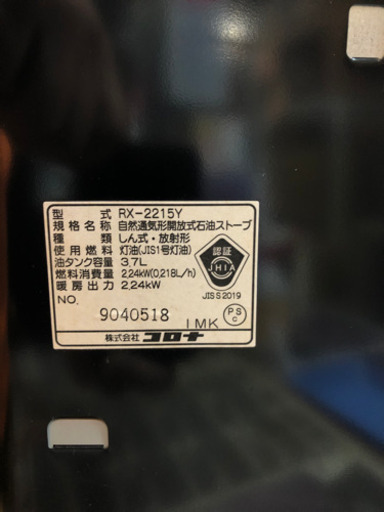 型 式 RX-2215Y
規格名称 自然通気形開放式石油ストーブ
種 類 しん式・放射形
使用燃料 灯油(JIS1号灯油)
油タンク容量 3.7L
燃料消費量 2.24kW(0.218L/h)
暖房出力 2.24kW
認証
JHIA
JIS S 2019
NO. 9040518
IMK
PS C
株式会社 コロナ